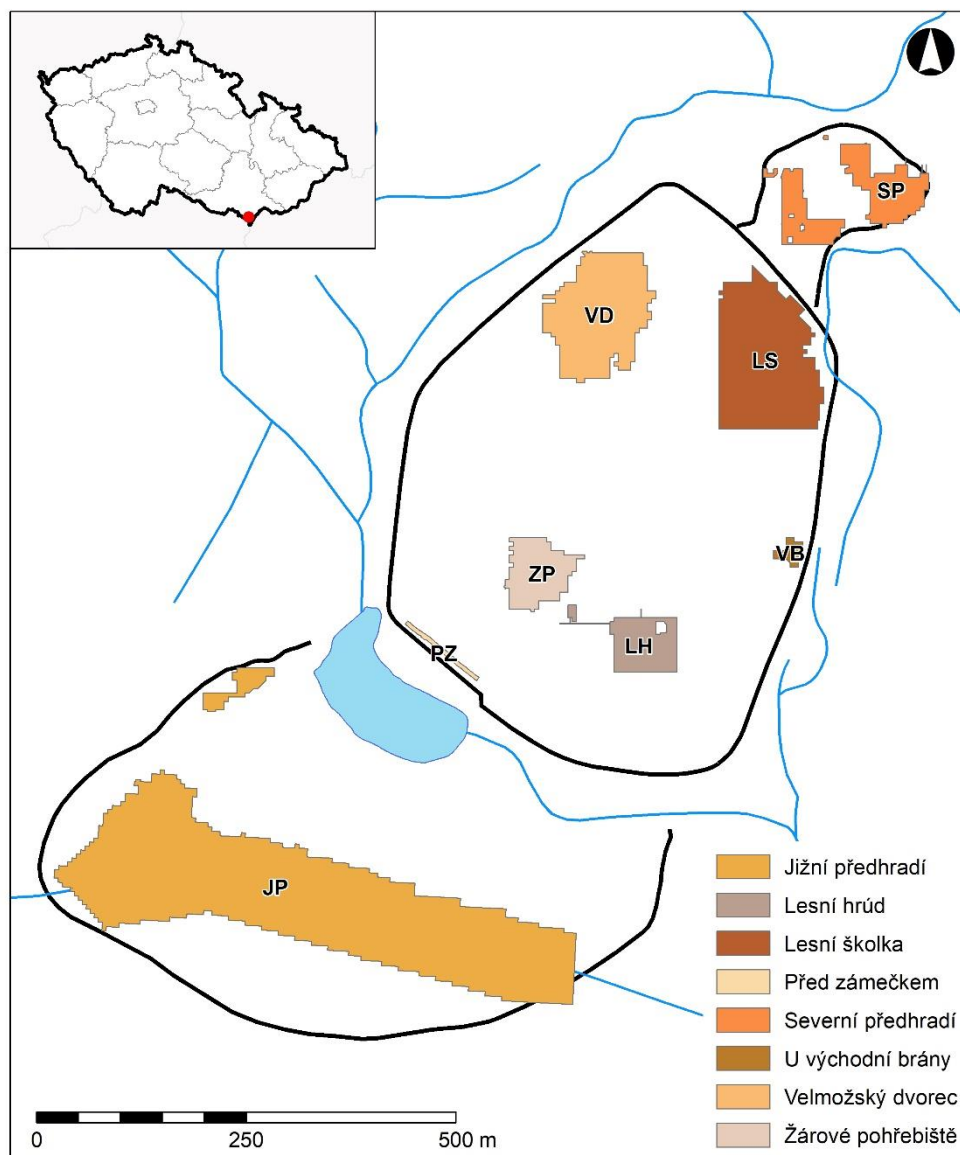 SP
VD
LS
VB
ZP
LH
PZ
JP
Jižní předhradí
Lesní hrúd
Lesní školka
Před zámečkem
Severní předhradí
U východní brány
Velmožský dvorec
Žárové pohřebiště
0 250 500 m